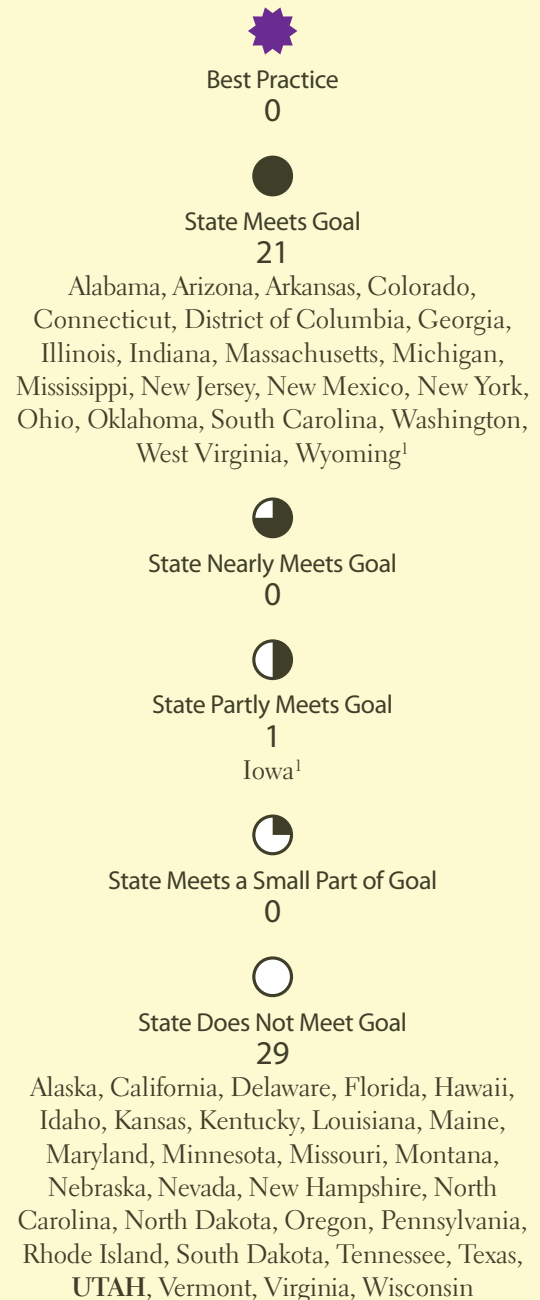 Best Practice
0
State Meets Goal
21
Alabama, Arizona, Arkansas, Colorado,
Connecticut, District of Columbia, Georgia,
Illinois, Indiana, Massachusetts, Michigan,
Mississippi, New Jersey, New Mexico, New York,
Ohio, Oklahoma, South Carolina, Washington,
West Virginia, Wyoming¹
State Nearly Meets Goal
0
State Partly Meets Goal
1
Iowa¹
State Meets a Small Part of Goal
0
State Does Not Meet Goal
29
Alaska, California, Delaware, Florida, Hawaii,
Idaho, Kansas, Kentucky, Louisiana, Maine,
Maryland, Minnesota, Missouri, Montana,
Nebraska, Nevada, New Hampshire, North
Carolina, North Dakota, Oregon, Pennsylvania,
Rhode Island, South Dakota, Tennessee, Texas,
UTAH, Vermont, Virginia, Wisconsin